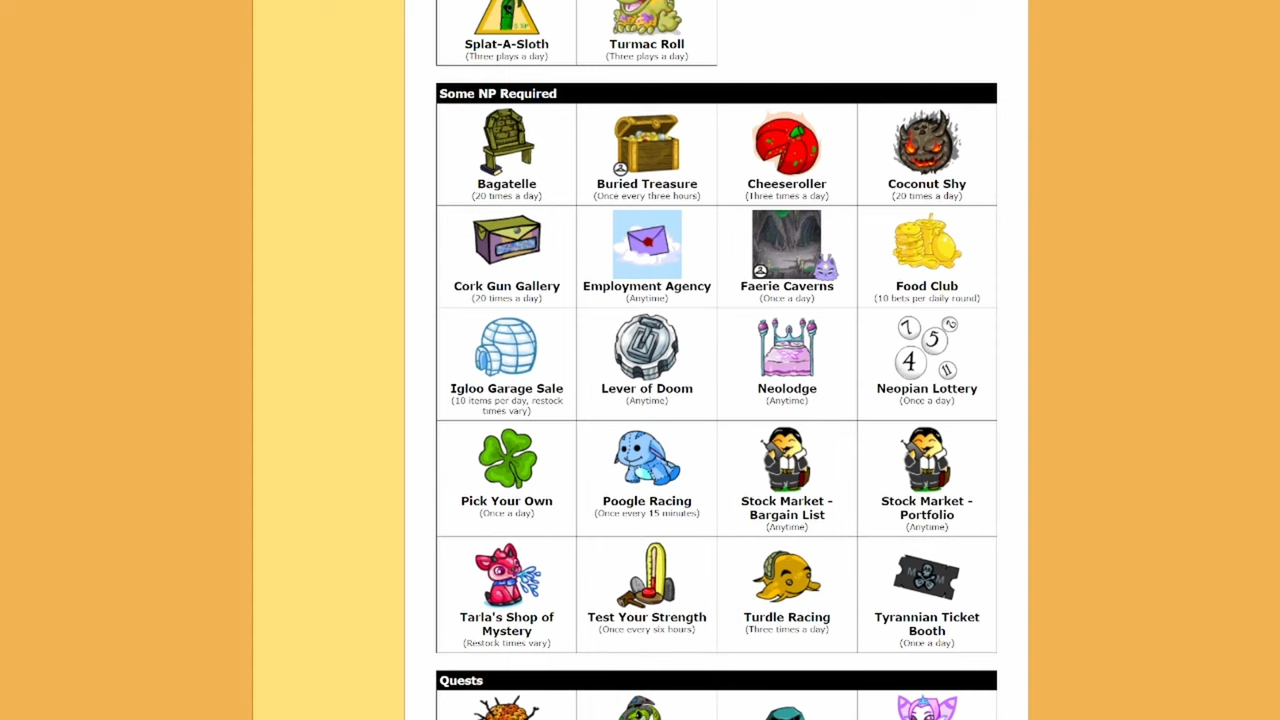 Splat-A-Sloth
(Three plays a day)
Turmac Roll
(Three plays a day)
Some NP Required
Bagatelle
(20 times a day)
Buried Treasure
(Once every three hours)
Cheeseroller
(Three times a day)
Coconut Shy
(20 times a day)
Cork Gun Gallery
(20 times a day)
Employment Agency
(Anytime)
Faerie Caverns
(Once a day)
Food Club
(10 bets per daily round)
Igloo Garage Sale
(10 items per day, restock
times vary)
Lever of Doom
(Anytime)
Neolodge
(Anytime)
7
2
5
4
11
Neopian Lottery
(Once a day)
Pick Your Own
(Once a day)
Poogle Racing
(Once every 15 minutes)
Stock Market -
Bargain List
(Anytime)
Stock Market -
Portfolio
(Anytime)
Tarla's Shop of
Mystery
(Restock times vary)
Test Your Strength
(Once every six hours)
Turdle Racing
(Three times a day)
M M
Tyrannian Ticket
Booth
(Once a day)
Quests